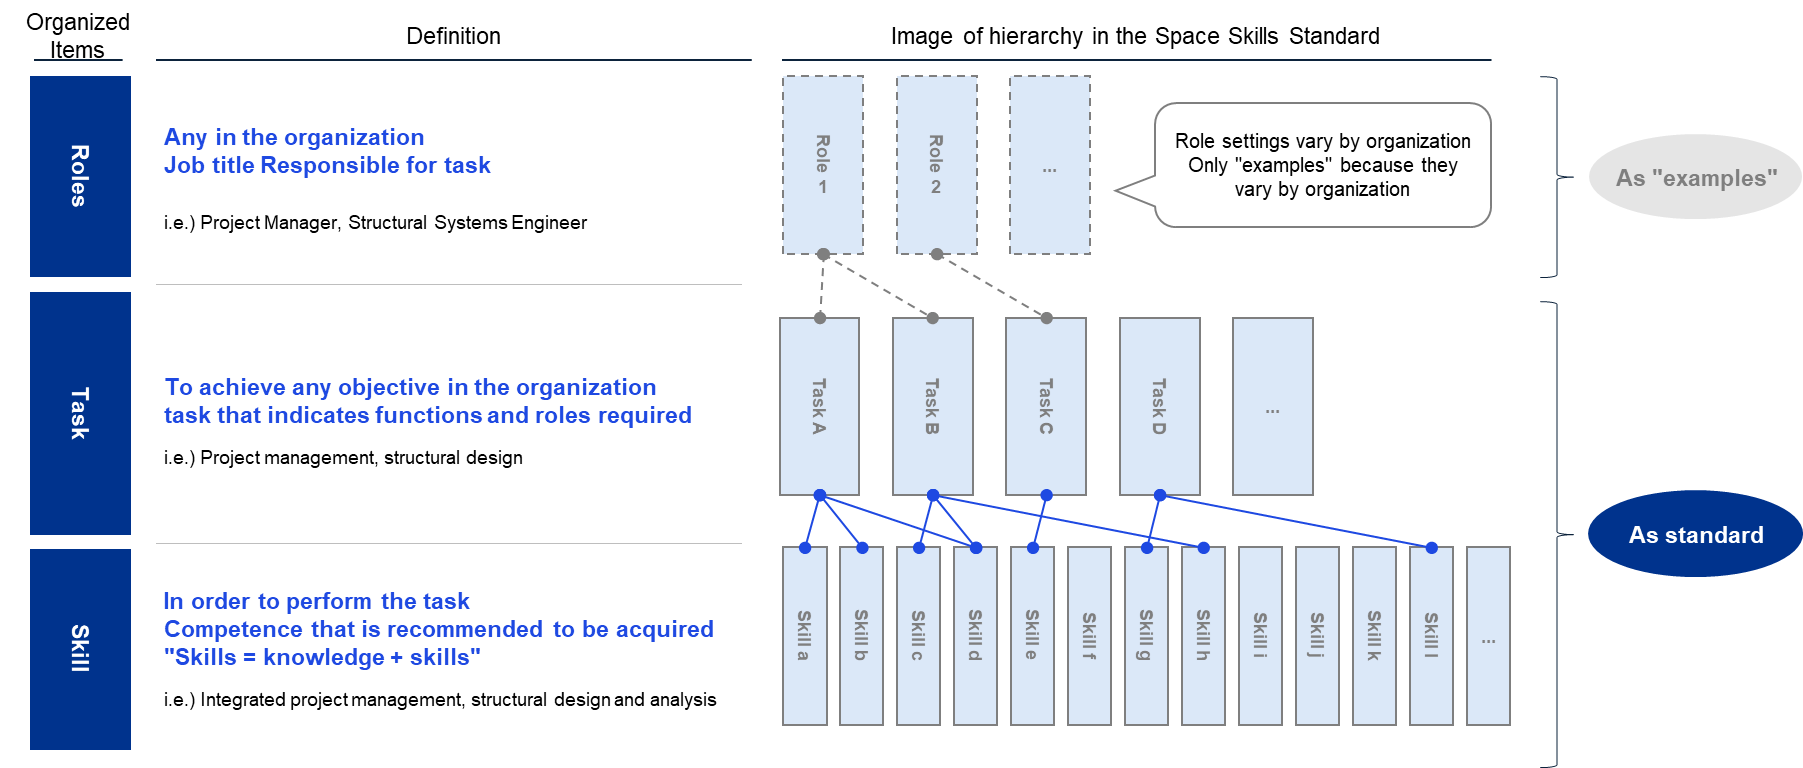 Organized
Items
Definition
Image of hierarchy in the Space Skills Standard
Roles
Any in the organization
Job title Responsible for task
i.e.) Project Manager, Structural Systems Engineer
Role 1
Role 2
...
Role settings vary by organization
Only "examples" because they
vary by organization
As "examples"
Task
To achieve any objective in the organization
task that indicates functions and roles required
i.e.) Project management, structural design
Task A
Task B
Task C
Task D
...
As standard
Skill
In order to perform the task
Competence that is recommended to be acquired
"Skills = knowledge + skills"
i.e.) Integrated project management, structural design and analysis
Skill a
Skill b
Skill c
Skill d
Skill e
Skill f
Skill g
Skill h
Skill i
Skill j
Skill k
Skill l
...